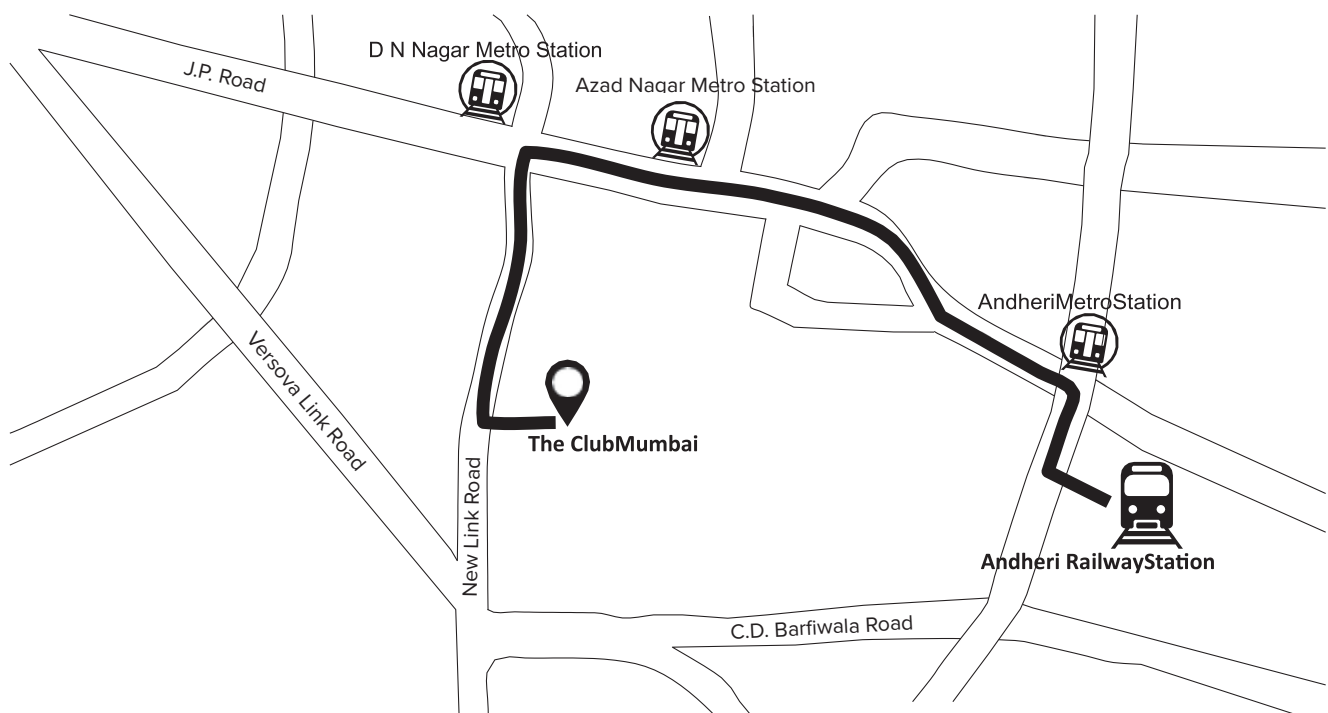 D N Nagar Metro Station
J.P. Road
Azad Nagar Metro Station
AndheriMetroStation
Versova Link Road
The ClubMumbai
New Link Road
Andheri RailwayStation
C.D. Barfiwala Road